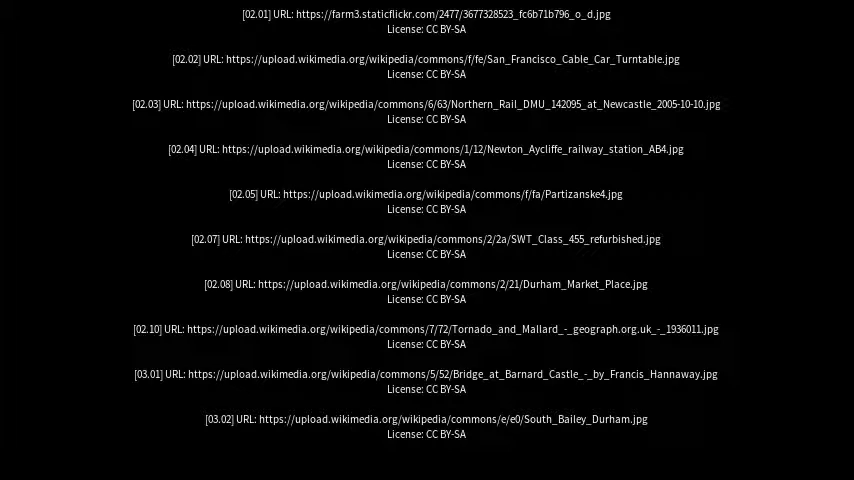 [02.01] URL: https://farm3.staticflickr.com/2477/3677328523_fc6b71b796_o_d.jpg
License: CC BY-SA
[02.02] URL: https://upload.wikimedia.org/wikipedia/commons/f/fe/San_Francisco_Cable_Car_Turntable.jpg
License: CC BY-SA
[02.03] URL: https://upload.wikimedia.org/wikipedia/commons/6/63/Northern_Rail_DMU_142095_at_Newcastle_2005-10-10.jpg
License: CC BY-SA
[02.04] URL: https://upload.wikimedia.org/wikipedia/commons/1/12/Newton_Aycliffe_railway_station_AB4.jpg
License: CC BY-SA
[02.05] URL: https://upload.wikimedia.org/wikipedia/commons/f/fa/Partizanske4.jpg
License: CC BY-SA
[02.07] URL: https://upload.wikimedia.org/wikipedia/commons/2/2a/SWT_Class_455_refurbished.jpg
License: CC BY-SA
[02.08] URL: https://upload.wikimedia.org/wikipedia/commons/2/21/Durham_Market_Place.jpg
License: CC BY-SA
[02.10] URL: https://upload.wikimedia.org/wikipedia/commons/7/72/Tornado_and_Mallard_-_geograph.org.uk_-_1936011.jpg
License: CC BY-SA
[03.01] URL: https://upload.wikimedia.org/wikipedia/commons/5/52/Bridge_at_Barnard_Castle_-_by_Francis_Hannaway.jpg
License: CC BY-SA
[03.02] URL: https://upload.wikimedia.org/wikipedia/commons/e/e0/South_Bailey_Durham.jpg
License: CC BY-SA